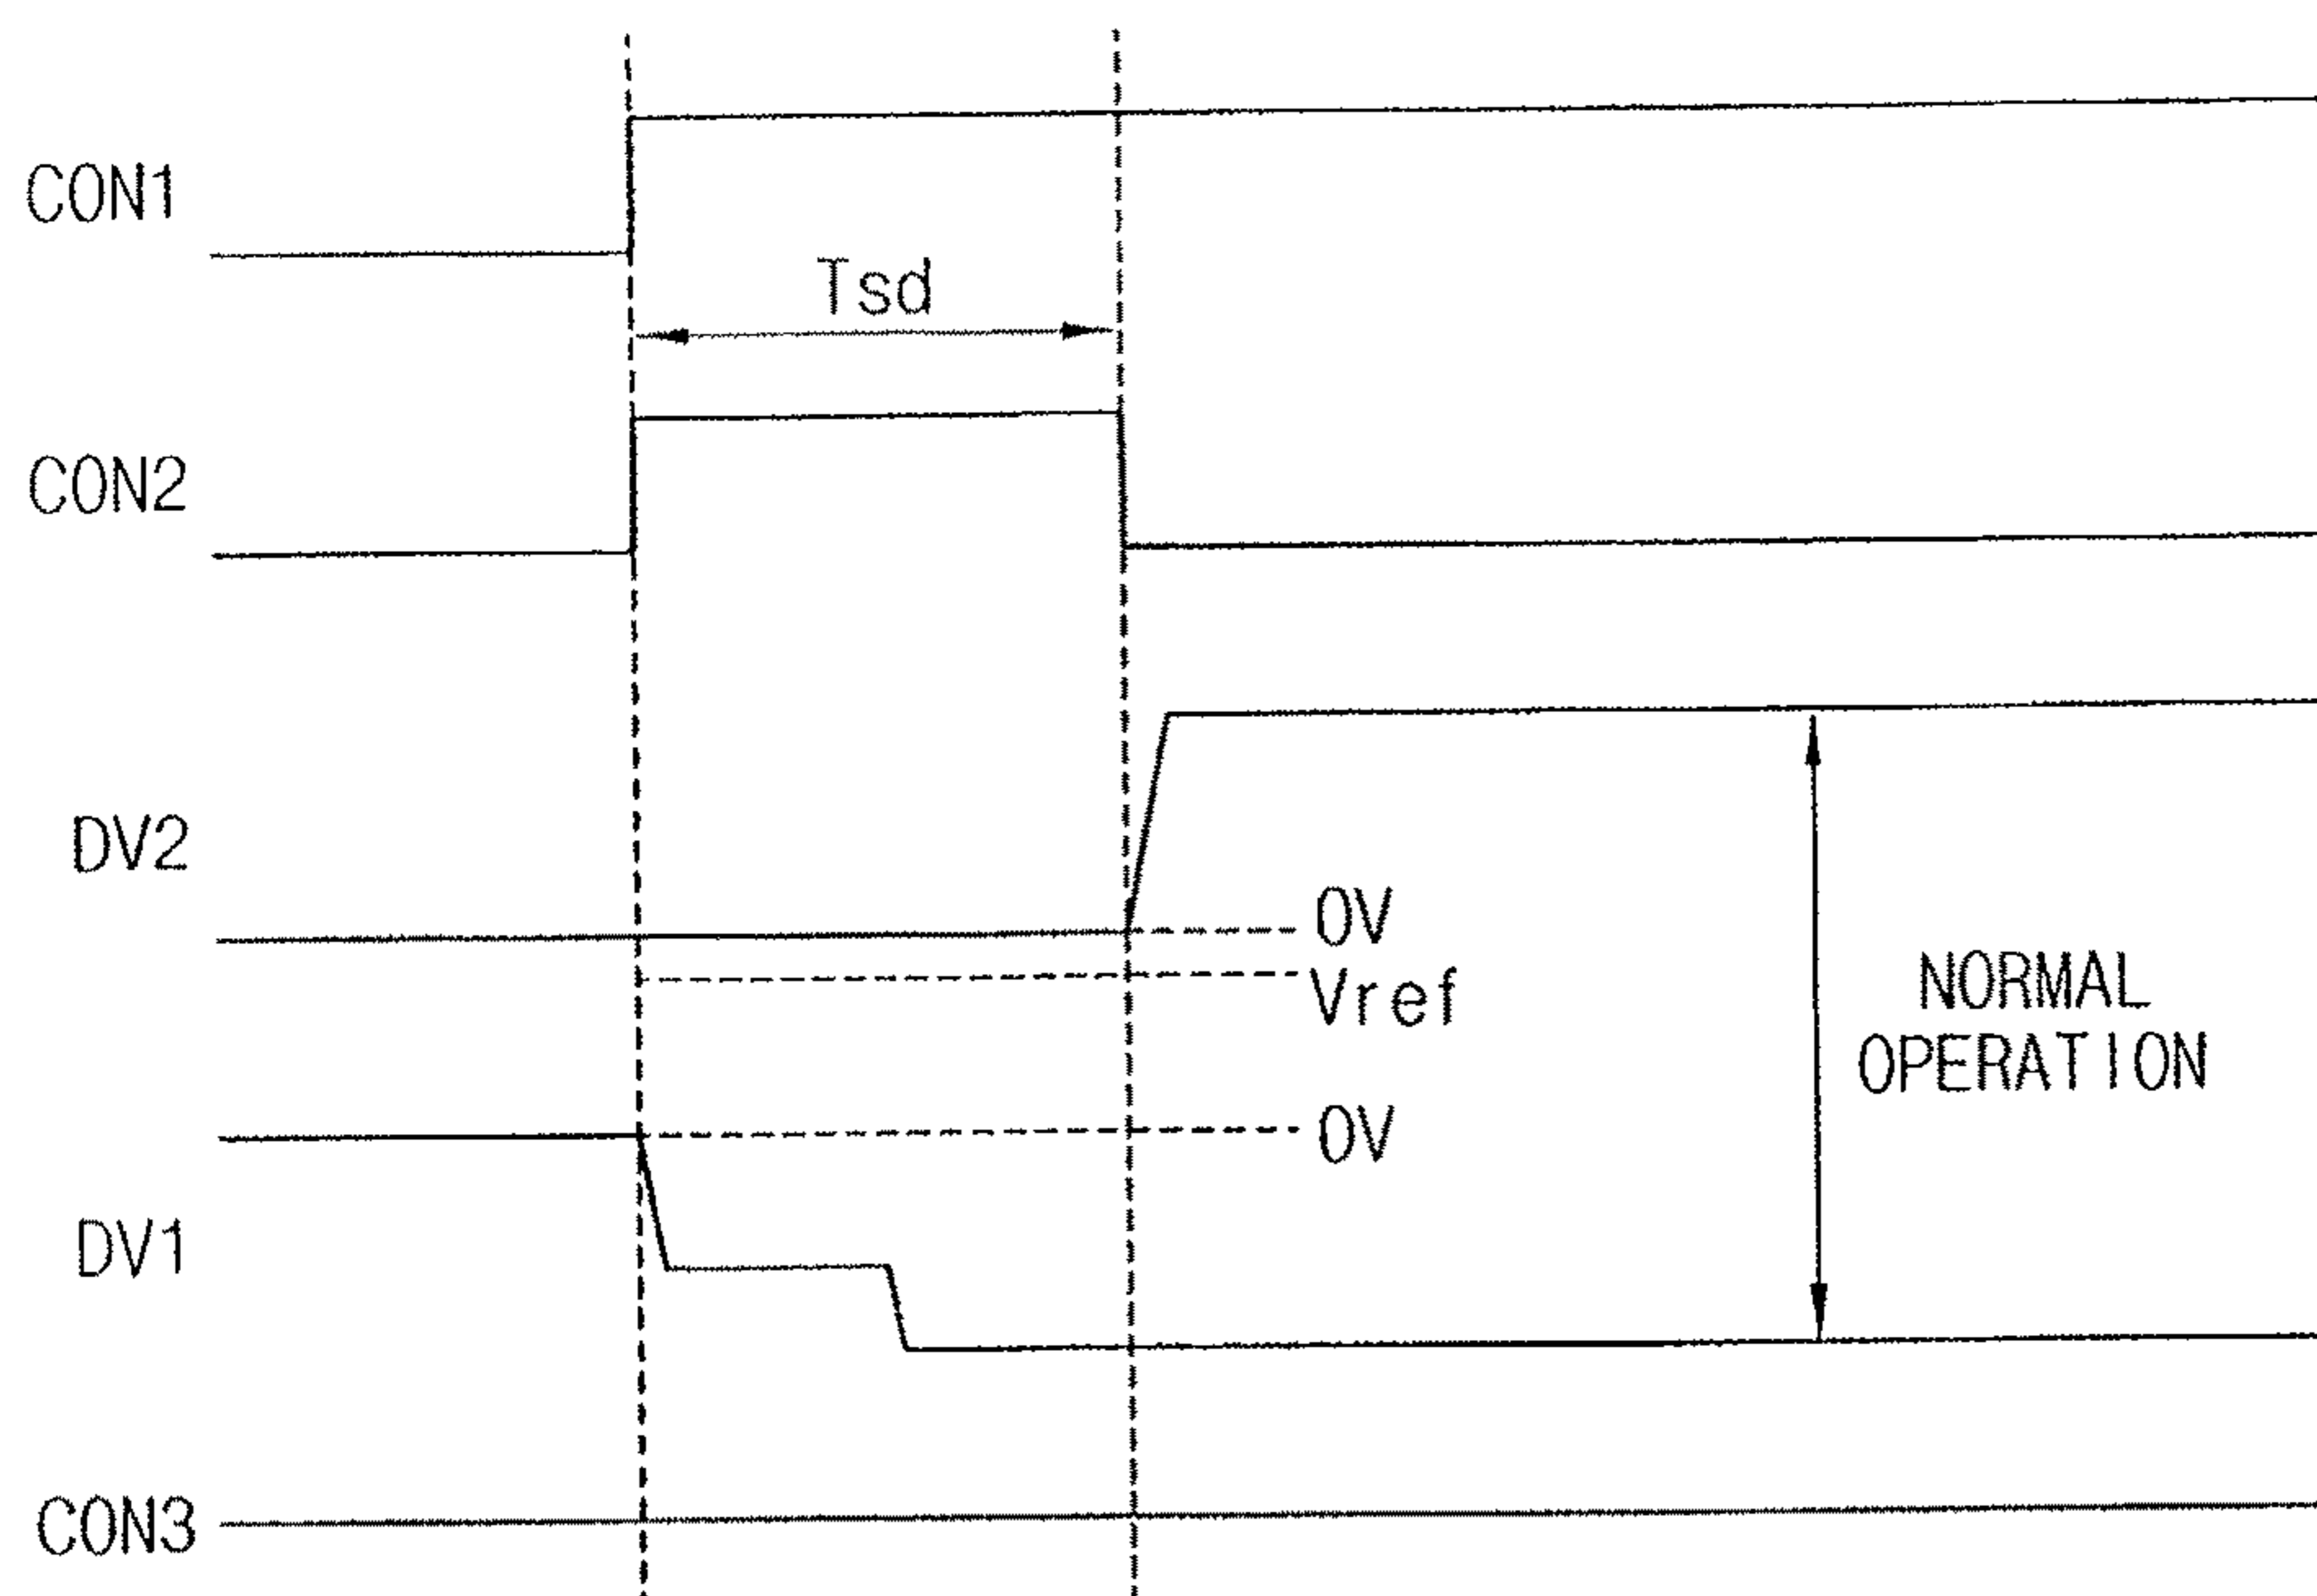 CON1
Tsd
CON2
DV2
0V
Vref
NORMAL
OPERATION
0V
DV1
CON3